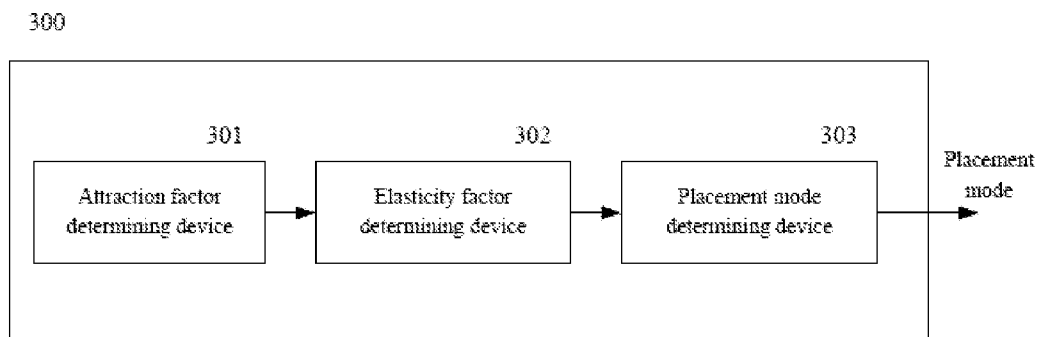 300
301
302
303
Attraction factor
determining device
Elasticity factor
determining device
Placement mode
determining device
Placement
mode